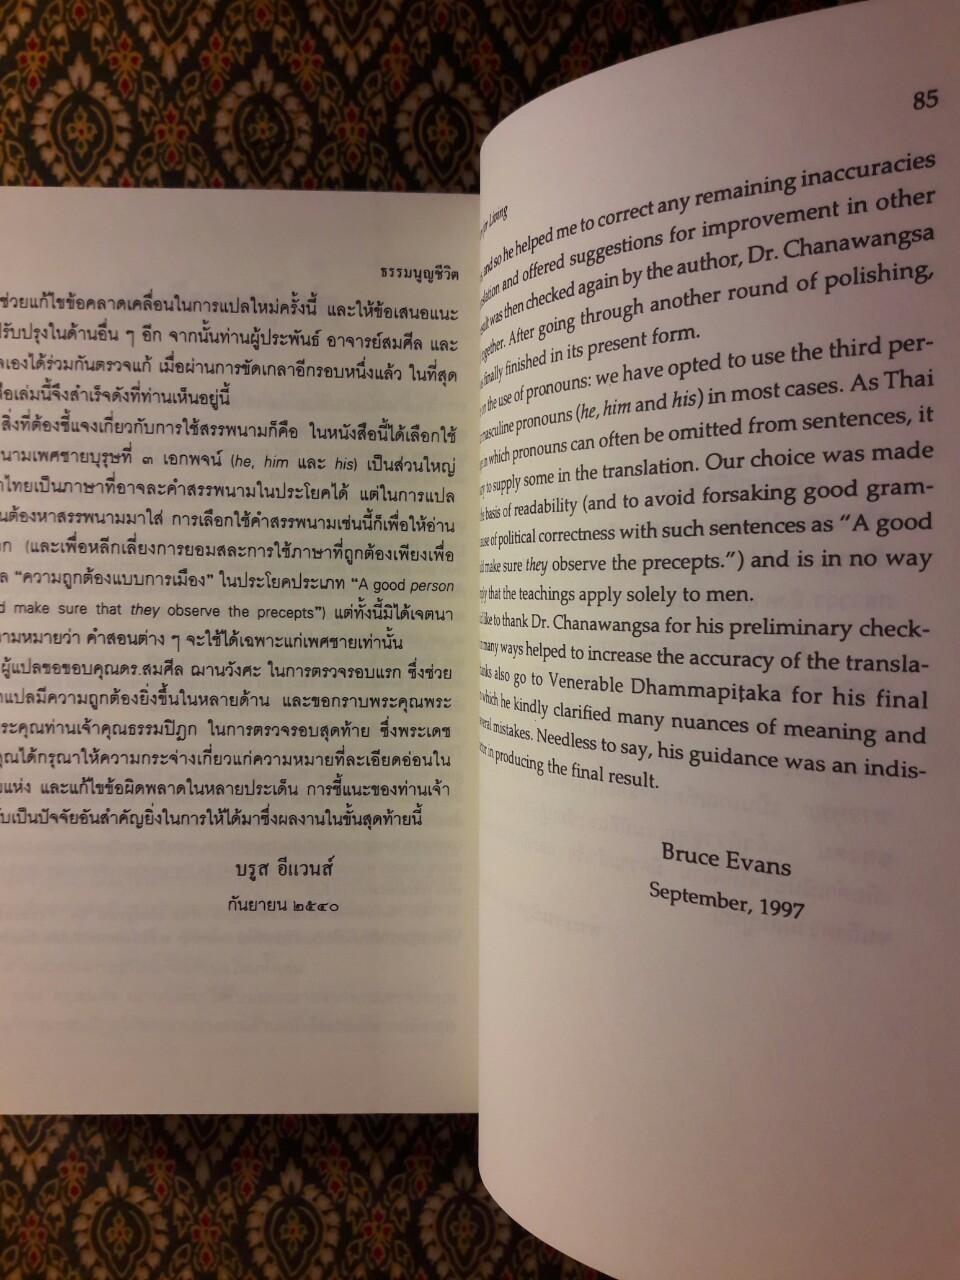 ธรรมนูญชีวิต
ช่วยแก้ไขข้อคลาดเคลื่อนในการแปลใหม่ครั้งนี้ และให้ข้อเสนอแนะ
ปรับปรุงในด้านอื่น ๆ อีก จากนั้นท่านผู้ประพันธ์ อาจารย์สมศีล และ
ได้ร่วมกันตรวจแก้ เมื่อผ่านการขัดเกลาอีกรอบหนึ่งแล้ว ในที่สุด
เล่มนี้จึงสำเร็จดังที่ท่านเห็นอยู่นี้
สิ่งที่ต้องชี้แจงเกี่ยวกับการใช้สรรพนามก็คือ ในหนังสือนี้ได้เลือกใช้
นามเพศชายบุรุษที่ ๓ เอกพจน์ (he, him และ his) เป็นส่วนใหญ่
ไทยเป็นภาษาที่อาจละคำสรรพนามในประโยคได้ แต่ในการแปล
ต้องหาสรรพนามมาใส่ การเลือกใช้คำสรรพนามเช่นนี้ก็เพื่อให้อ่าน
(และเพื่อหลีกเลี่ยงการยอมสละการใช้ภาษาที่ถูกต้องเพียงเพื่อ
“ความถูกต้องแบบการเมือง” ในประโยคประเภท “A good person
make sure that they observe the precepts”) แต่ทั้งนี้มิได้เจตนา
ความหมายว่า คำสอนต่าง ๆ จะใช้ได้เฉพาะแก่เพศชายเท่านั้น
ผู้แปลขอขอบคุณดร.สมศีล ฌานวังศะ ในการตรวจรอบแรก ซึ่งช่วย
แปลมีความถูกต้องยิ่งขึ้นในหลายด้าน และขอกราบพระคุณพระ
คุณท่านเจ้าคุณธรรมปิฎก ในการตรวจรอบสุดท้าย ซึ่งพระเดช
คุณได้กรุณาให้ความกระจ่างเกี่ยวแก่ความหมายที่ละเอียดอ่อนใน
แห่ง และแก้ไขข้อผิดพลาดในหลายประเด็น การชี้แนะของท่านเจ้า
เป็นปัจจัยอันสำคัญยิ่งในการให้ได้มาซึ่งผลงานในขั้นสุดท้ายนี้
บรูส อีแวนส์
กันยายน ๒๕๔๐
85
for Living
and so he helped me to correct any remaining inaccuracies
and offered suggestions for improvement in other
was then checked again by the author, Dr. Chanawangsa
together. After going through another round of polishing,
finally finished in its present form.
on the use of pronouns: we have opted to use the third per-
masculine pronouns (he, him and his) in most cases. As Thai
in which pronouns can often be omitted from sentences, it
to supply some in the translation. Our choice was made
basis of readability (and to avoid forsaking good gram-
of political correctness with such sentences as “A good
make sure they observe the precepts.”) and is in no way
that the teachings apply solely to men.
like to thank Dr. Chanawangsa for his preliminary check-
many ways helped to increase the accuracy of the transla-
also go to Venerable Dhammapiṭaka for his final
which he kindly clarified many nuances of meaning and
mistakes. Needless to say, his guidance was an indis-
in producing the final result.
Bruce Evans
September, 1997